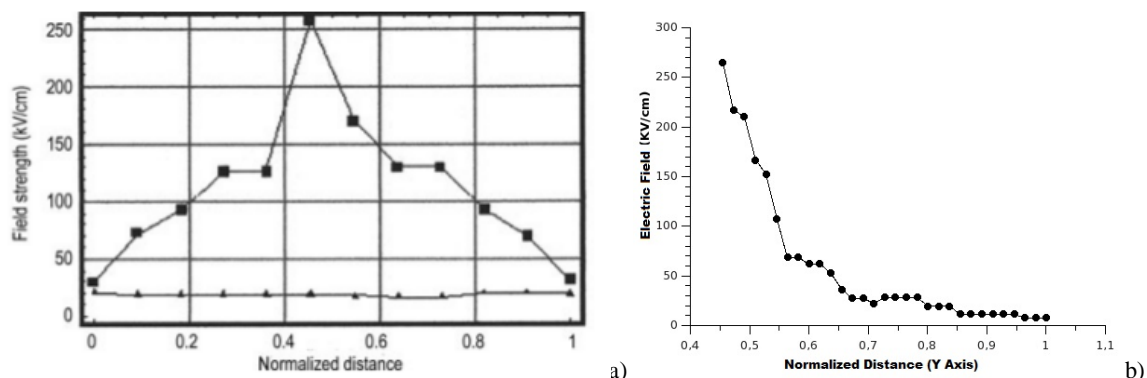 250
200
150
100
50
0
Field strength (kV/cm)
0 0.2 0.4 0.6 0.8 1
Normalized distance
a)
300
250
200
150
100
50
0
Electric Field (KV/cm)
0,4 0,5 0,6 0,7 0,8 0,9 1 1,1
Normalized Distance (Y Axis)
b)